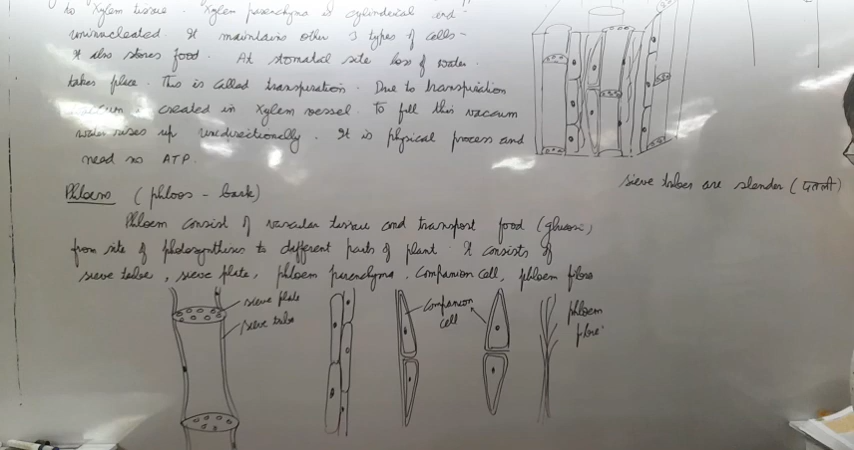 to Xylem tissue. Xylem parenchyma is cylinderical and
uninucleated. It maintains other 3 types of cells-
It also stores food. At stomatal site loss of water
takes place. This is called transpiration. Due to transpiration
is created in Xylem vessel. To fill this vacuum
water rises up unidirectionally. It is physical process and
need no ATP.
sieve tubes are slender (पतली)
Phloem (phloos - bark)
Phloem consist of vascular tissue and transport food (glucose)
from site of photosynthesis to different parts of plant. It consists of
sieve tube, sieve plate, phloem parenchyma, Companion cell, phloem fibre
sieve plate
sieve tube
Companion
cell
phloem
fibre